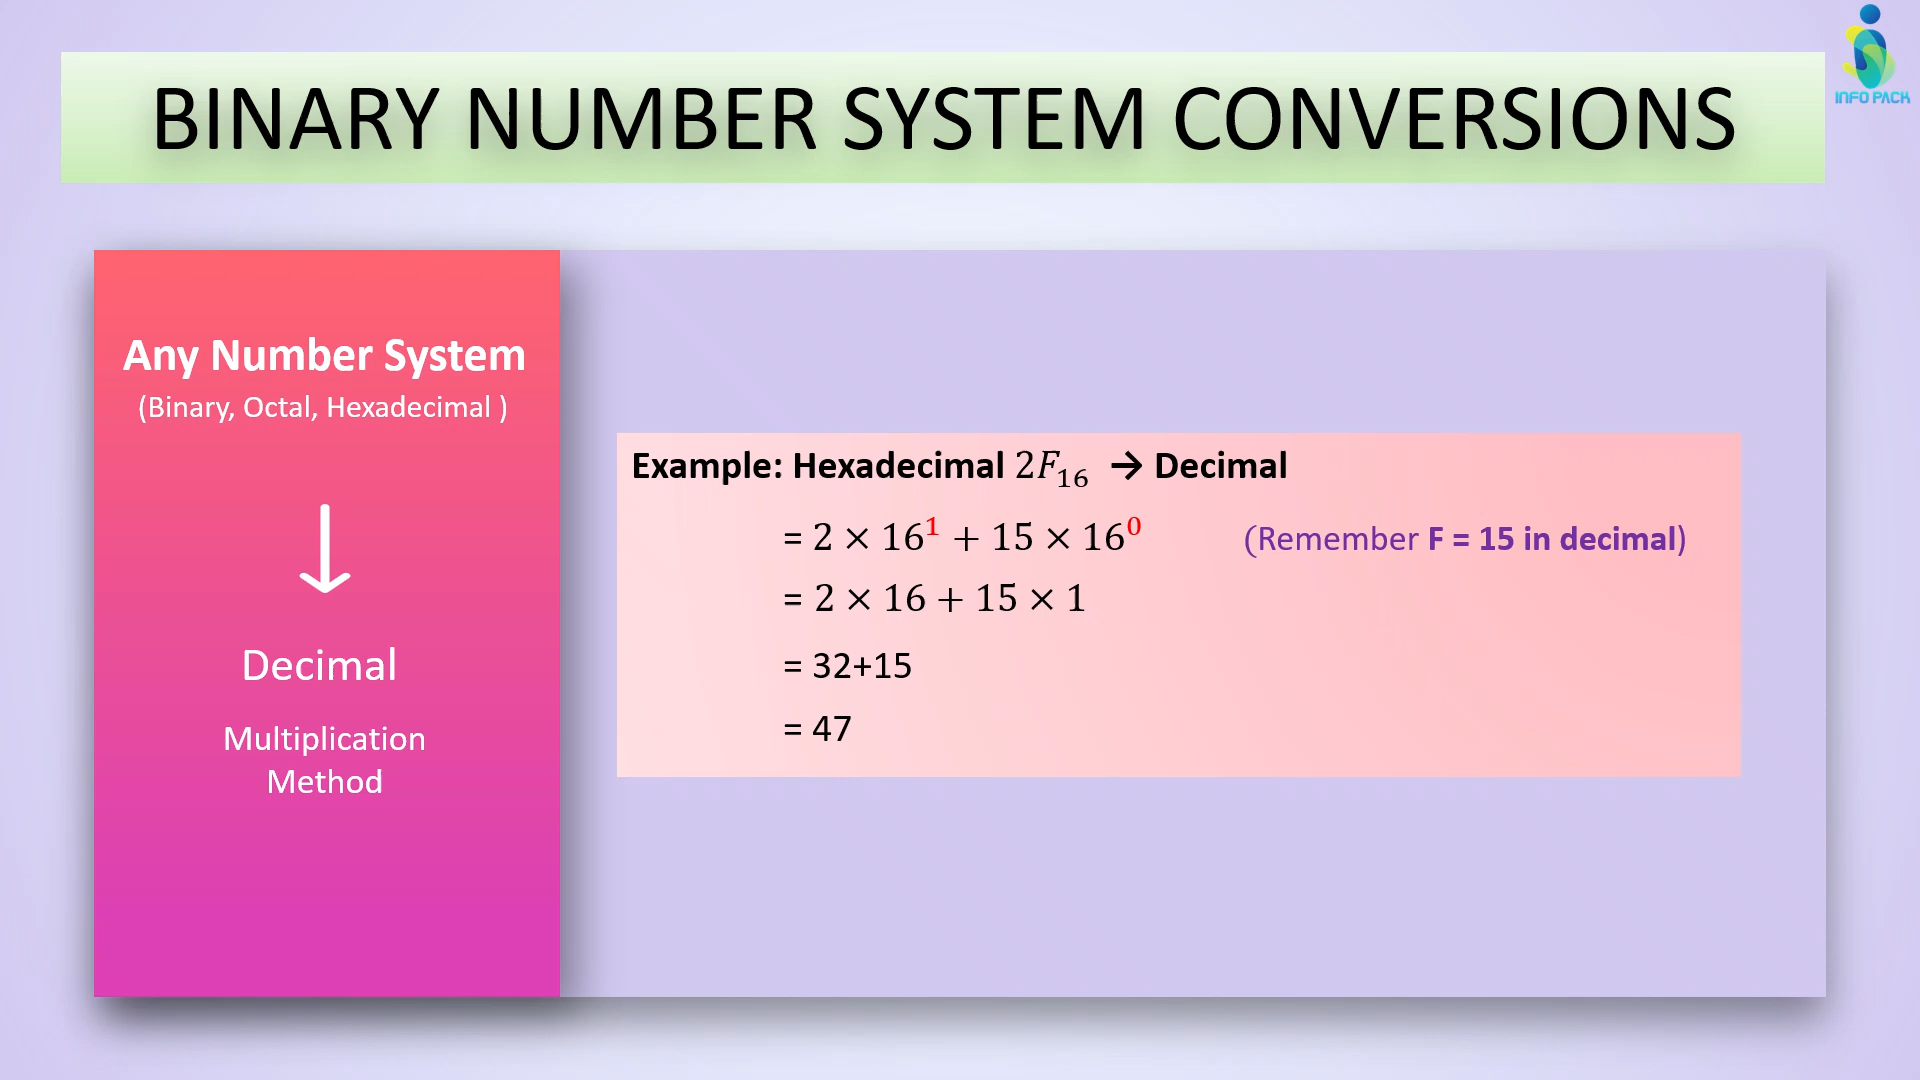 BINARY NUMBER SYSTEM CONVERSIONS
INFO PACK
Any Number System
(Binary, Octal, Hexadecimal )
↓
Decimal
Multiplication
Method
Example: Hexadecimal 2F₁₆ → Decimal
= 2 × 16¹ + 15 × 16⁰ (Remember F = 15 in decimal)
= 2 × 16 + 15 × 1
= 32+15
= 47